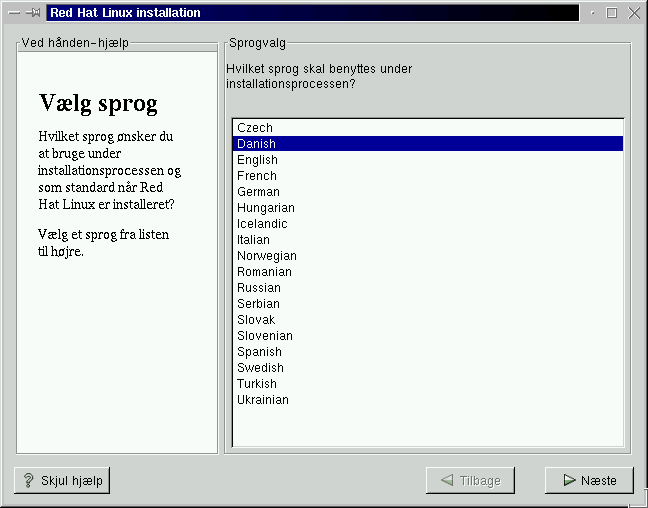 Red Hat Linux installation
Ved hånden-hjælp
Vælg sprog
Hvilket sprog ønsker du
at bruge under
installationsprocessen og
som standard når Red
Hat Linux er installeret?
Vælg et sprog fra listen
til højre.
Sprogvalg
Hvilket sprog skal benyttes under
installationsprocessen?
Czech
Danish
English
French
German
Hungarian
Icelandic
Italian
Norwegian
Romanian
Russian
Serbian
Slovak
Slovenian
Spanish
Swedish
Turkish
Ukrainian
Skjul hjælp
Tilbage
Næste